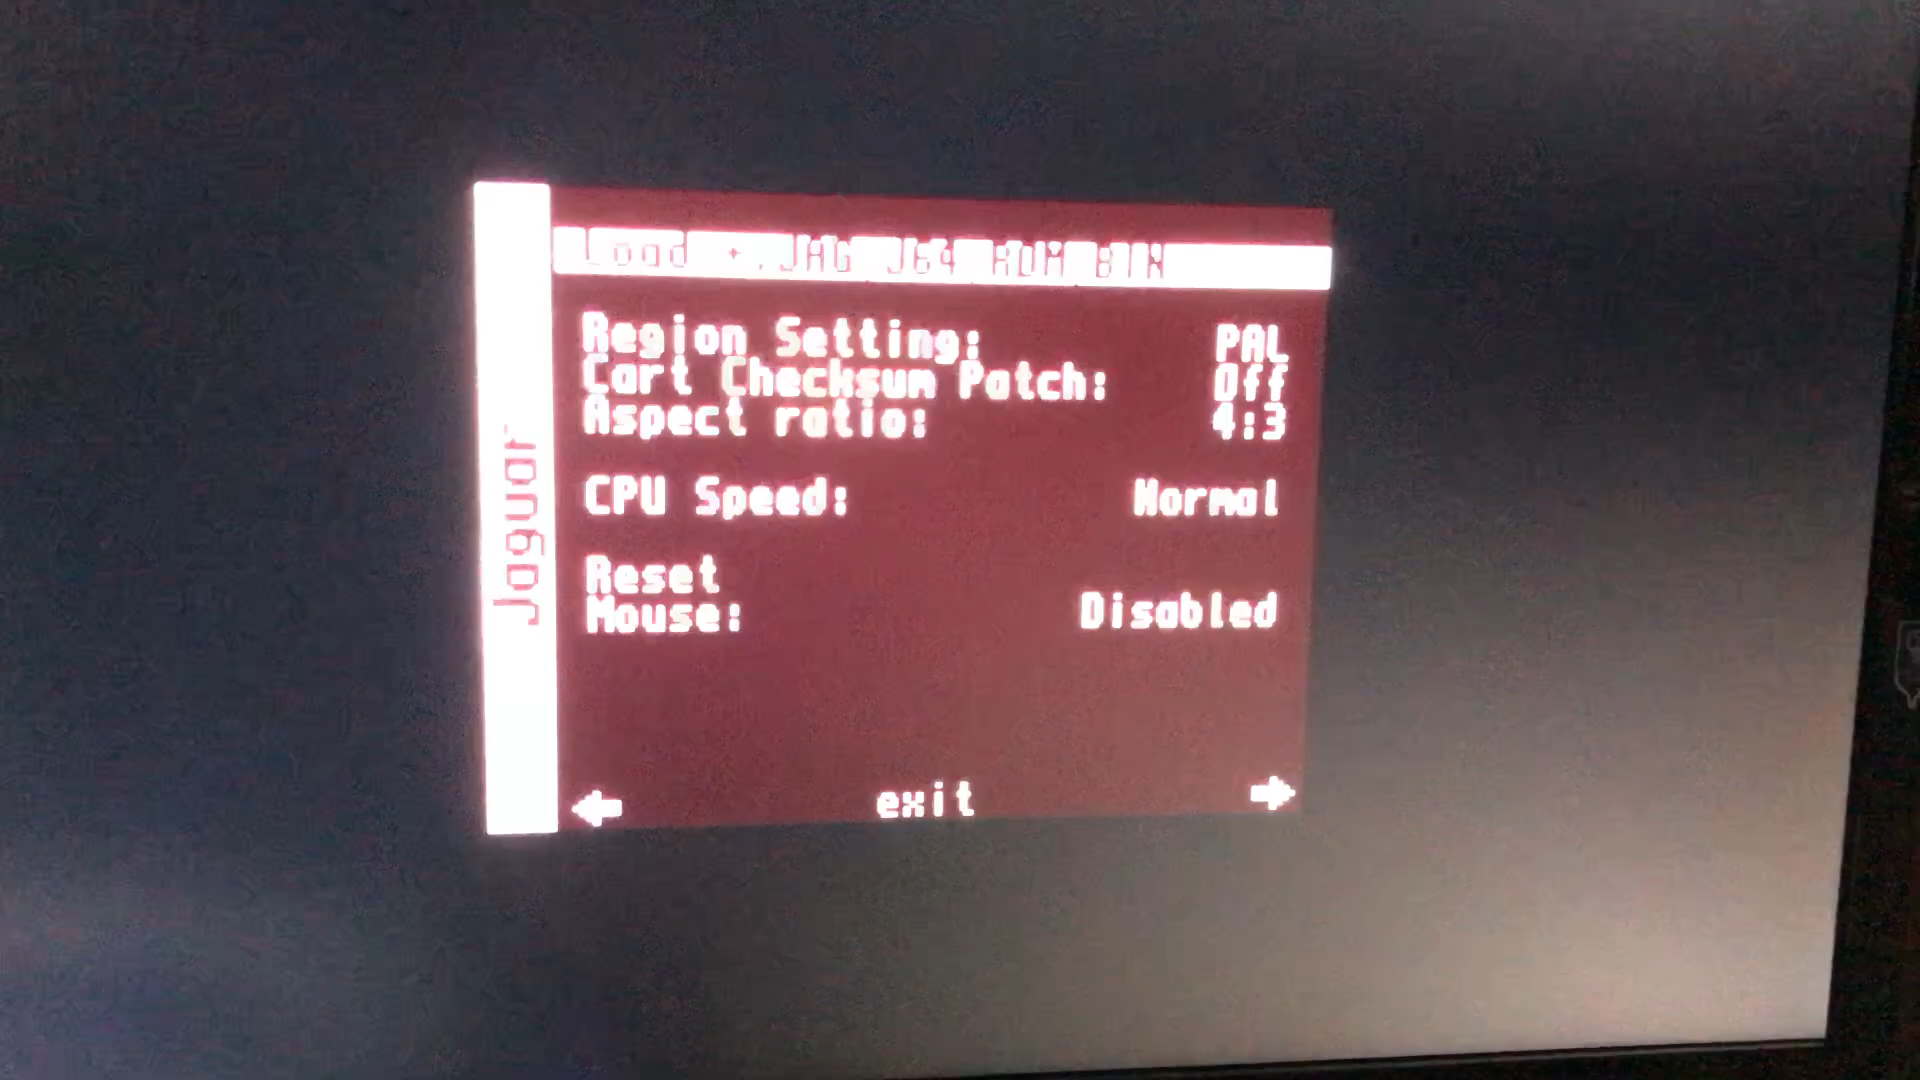 Load *.JAG J64 ROM BIN
Region Setting: PAL
Cart Checksum Patch: Off
Aspect ratio: 4:3
CPU Speed: Normal
Reset
Mouse: Disabled
exit
Jaguar